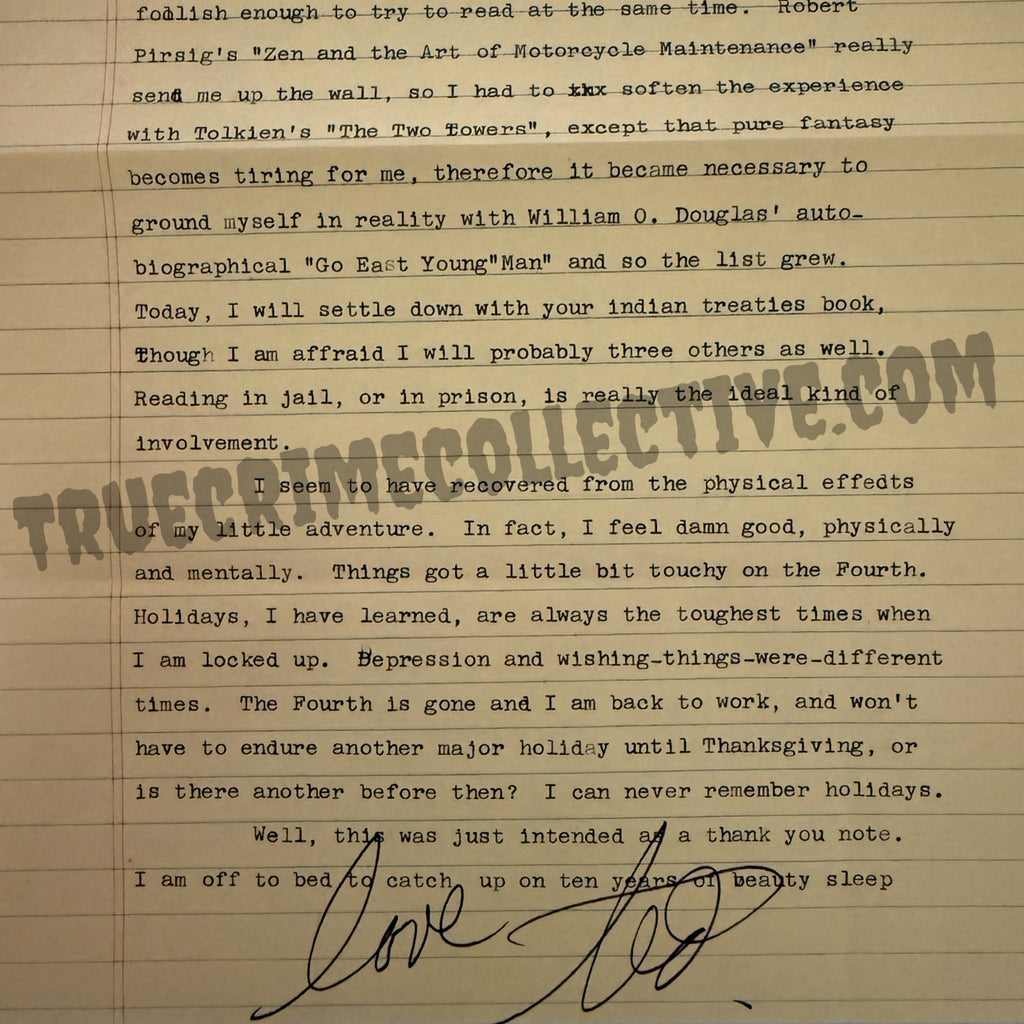 foolish enough to try to read at the same time.  Robert
Pirsig's "Zen and the Art of Motorcycle Maintenance" really
send me up the wall, so I had to thx soften the experience
with Tolkien's "The Two Towers", except that pure fantasy
becomes tiring for me, therefore it became necessary to
ground myself in reality with William O. Douglas' auto-
biographical "Go East Young"Man" and so the list grew.
Today, I will settle down with your indian treaties book,
though I am affraid I will probably three others as well.
Reading in jail, or in prison, is really the ideal kind of
involvement.
TRUECRIMECOLLECTIVE.COM
I seem to have recovered from the physical effects
of my little adventure.  In fact, I feel damn good, physically
and mentally.  Things got a little bit touchy on the Fourth.
Holidays, I have learned, are always the toughest times when
I am locked up.  Depression and wishing-things-were-different
times.  The Fourth is gone and I am back to work, and won't
have to endure another major holiday until Thanksgiving, or
is there another before then?  I can never remember holidays.
Well, this was just intended as a thank you note.
I am off to bed to catch up on ten years of beauty sleep
love ted